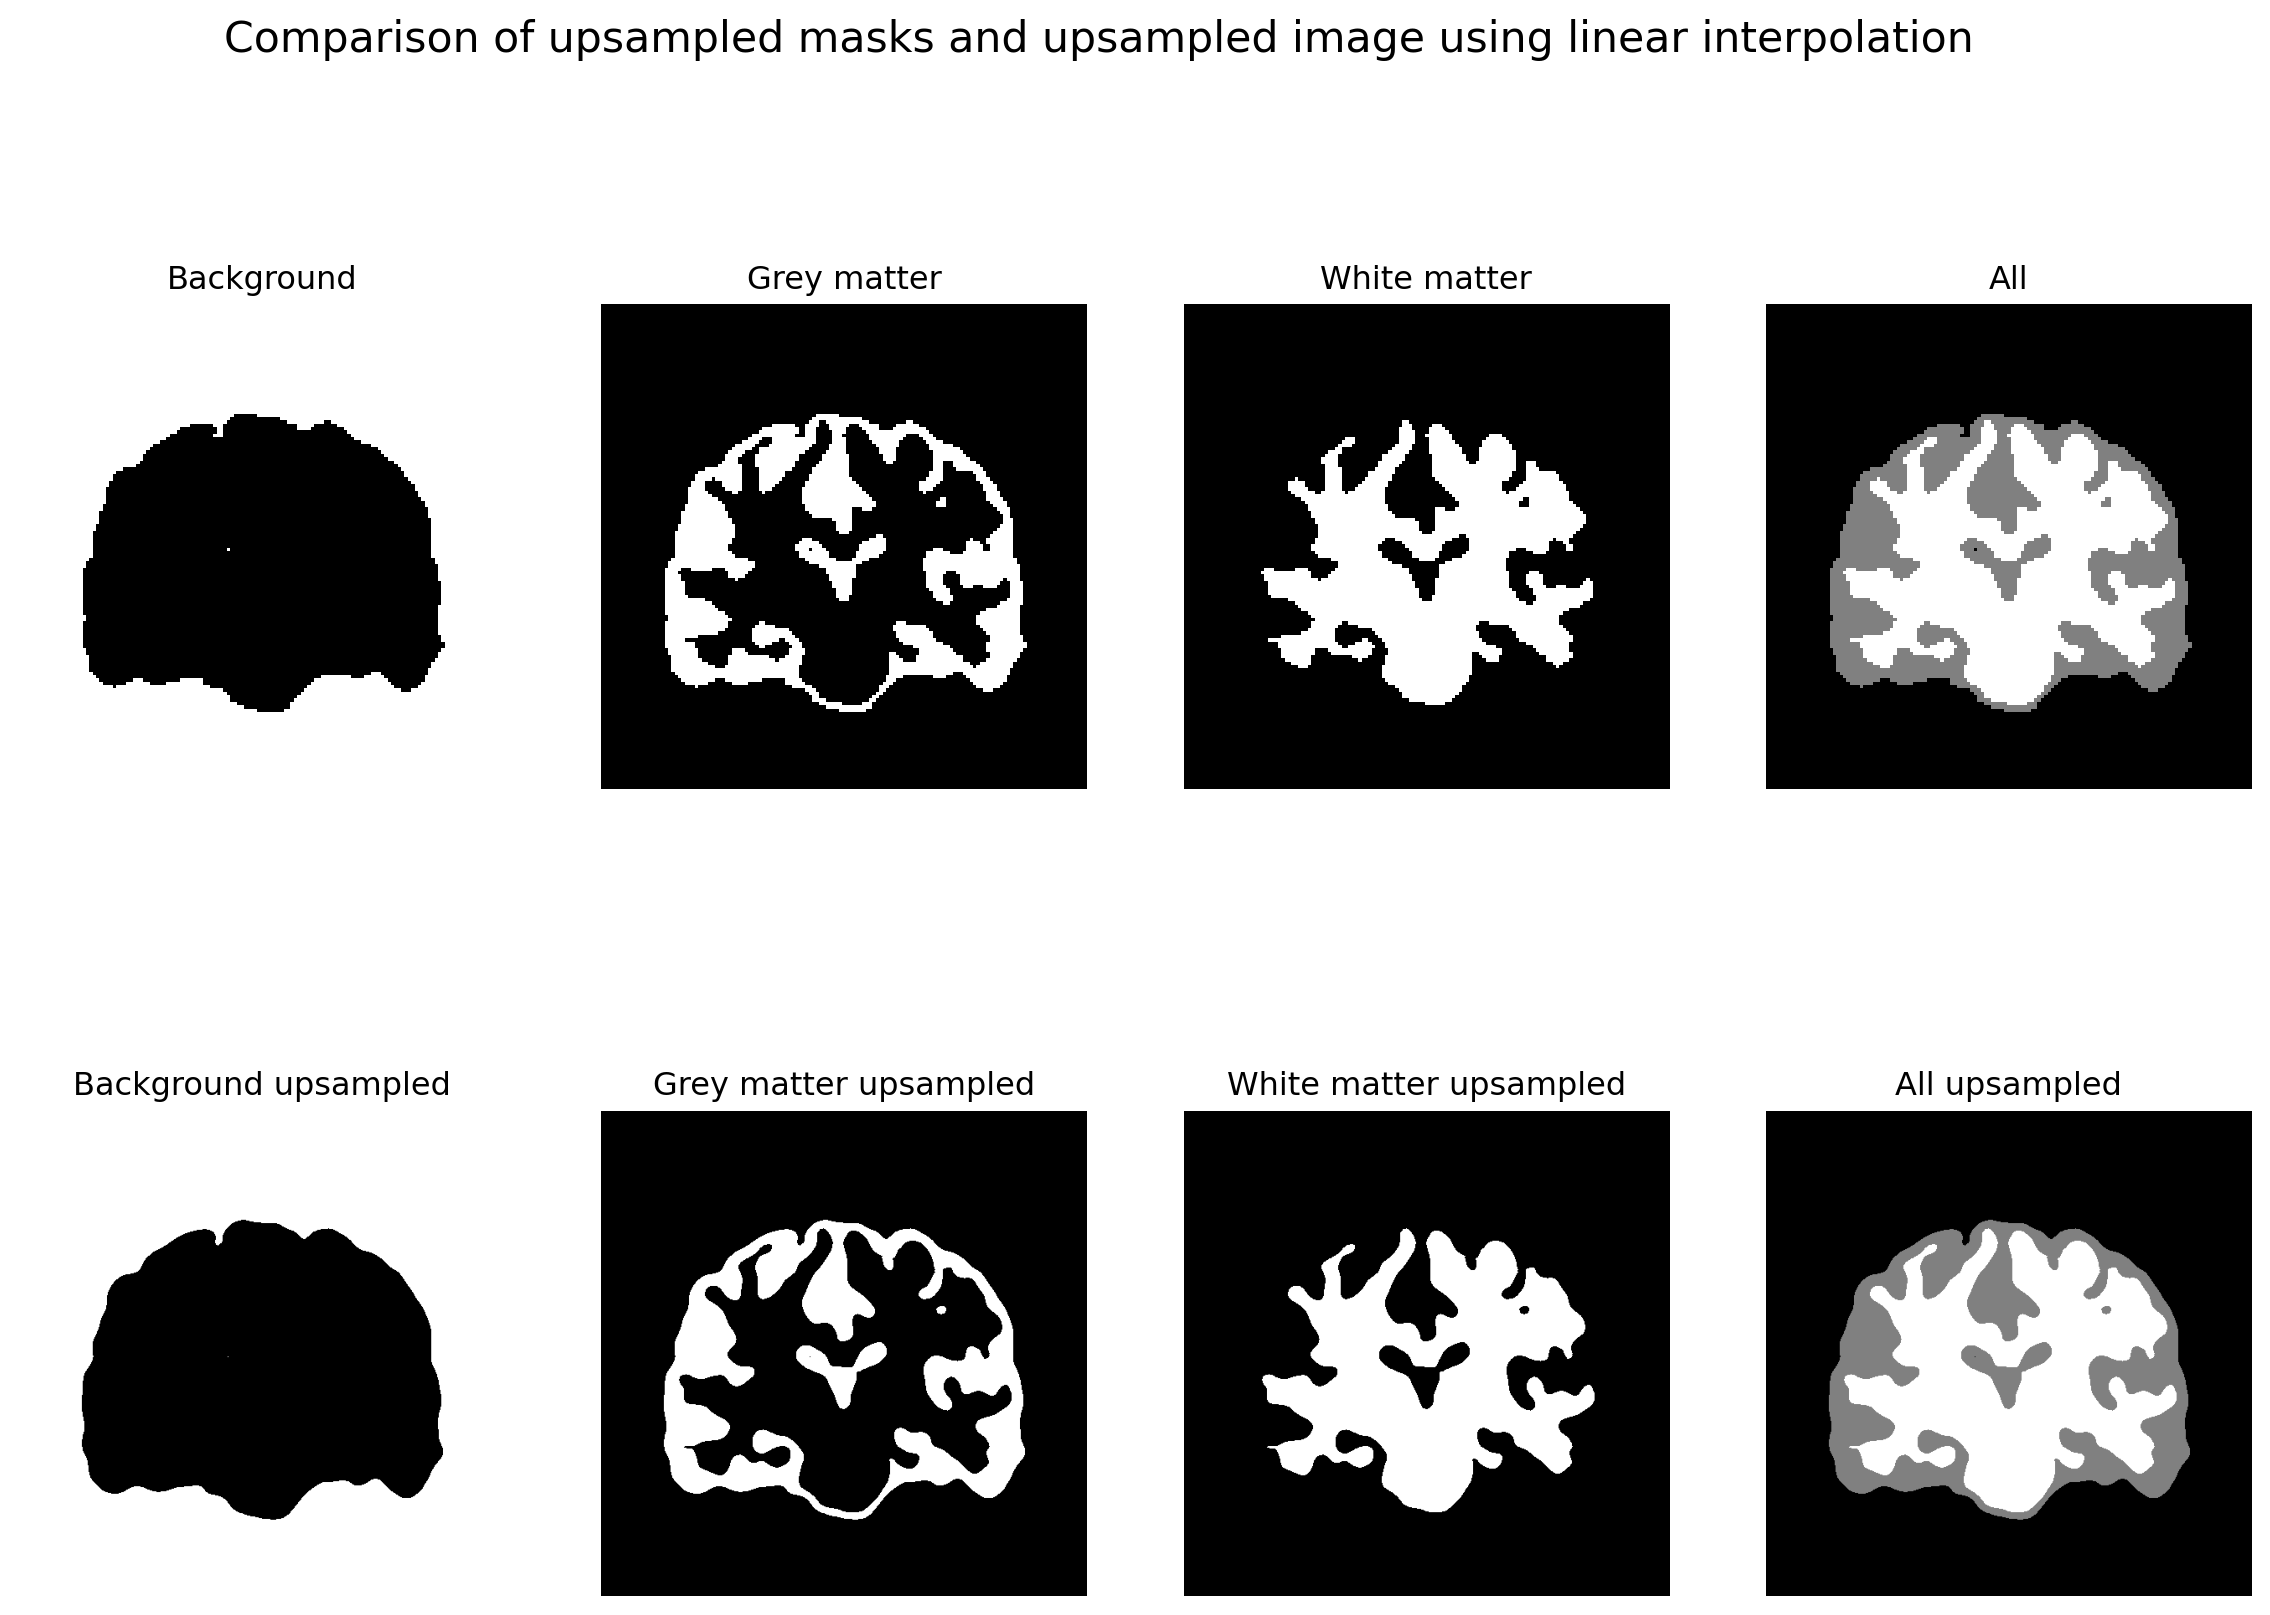 Comparison of upsampled masks and upsampled image using linear interpolation
Background
Grey matter
White matter
All
Background upsampled
Grey matter upsampled
White matter upsampled
All upsampled